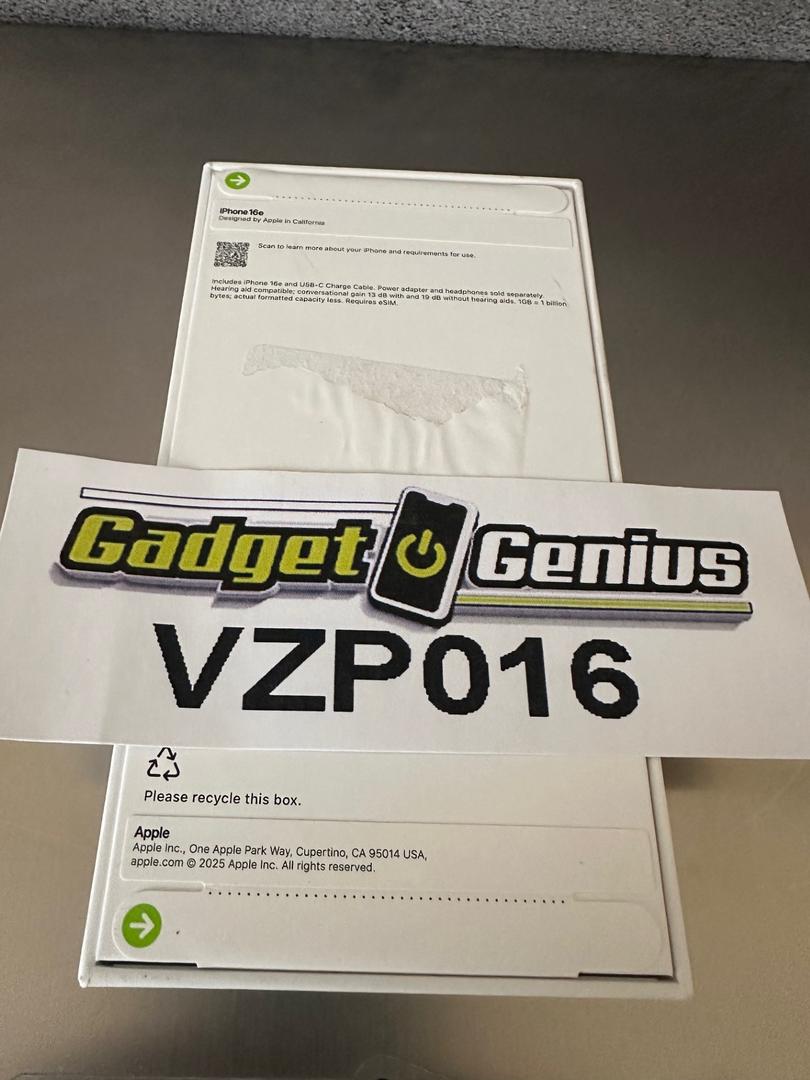 iPhone 16e
Designed by Apple in California
Scan to learn more about your iPhone and requirements for use.
Includes iPhone 16e and USB-C Charge Cable. Power adapter and headphones sold separately.
Hearing aid compatible; conversational gain 13 dB with and 19 dB without hearing aids. 1GB = 1 billion
bytes; actual formatted capacity less. Requires eSIM.
Gadget Genius
VZP016
Please recycle this box.
Apple
Apple Inc., One Apple Park Way, Cupertino, CA 95014 USA,
apple.com © 2025 Apple Inc. All rights reserved.